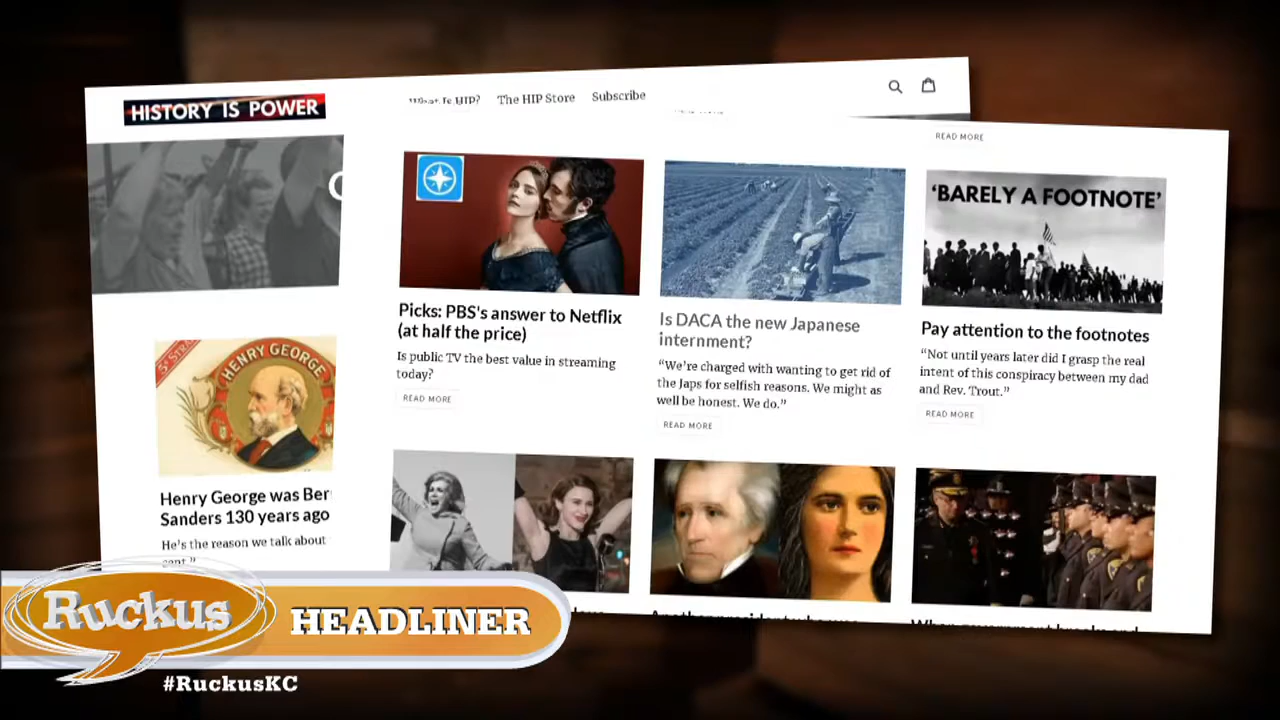 HISTORY IS POWER
The HIP Store
Subscribe
READ MORE
HENRY GEORGE
Henry George was Ber
Sanders 130 years ago
He's the reason we talk about
Picks: PBS's answer to Netflix
(at half the price)
Is public TV the best value in streaming
today?
READ MORE
Is DACA the new Japanese
internment?
“We're charged with wanting to get rid of
the Japs for selfish reasons. We might as
well be honest. We do.”
READ MORE
‘BARELY A FOOTNOTE’
Pay attention to the footnotes
“Not until years later did I grasp the real
intent of this conspiracy between my dad
and Rev. Trout.”
READ MORE
Ruckus
HEADLINER
#RuckusKC